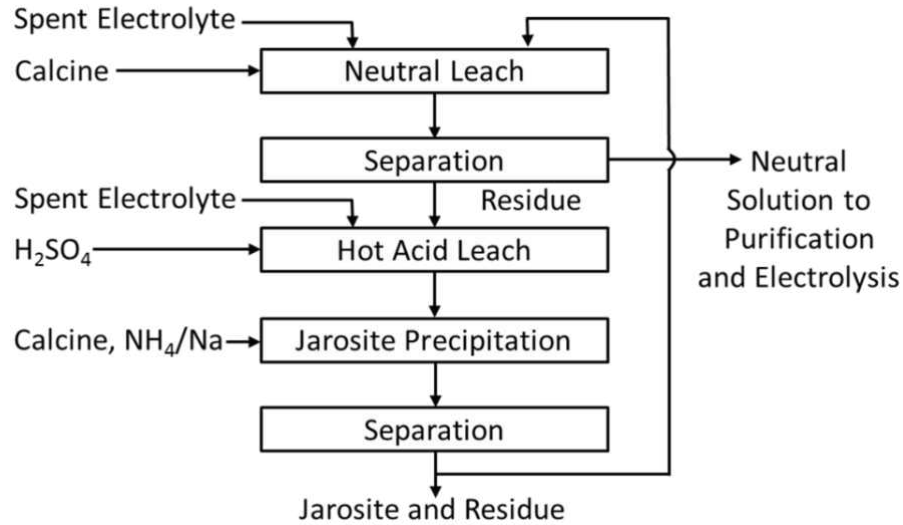 Spent Electrolyte
Calcine
Neutral Leach
Separation
Neutral
Solution to
Purification
and Electrolysis
Residue
Spent Electrolyte
H₂SO₄
Hot Acid Leach
Calcine, NH₄/Na
Jarosite Precipitation
Separation
Jarosite and Residue